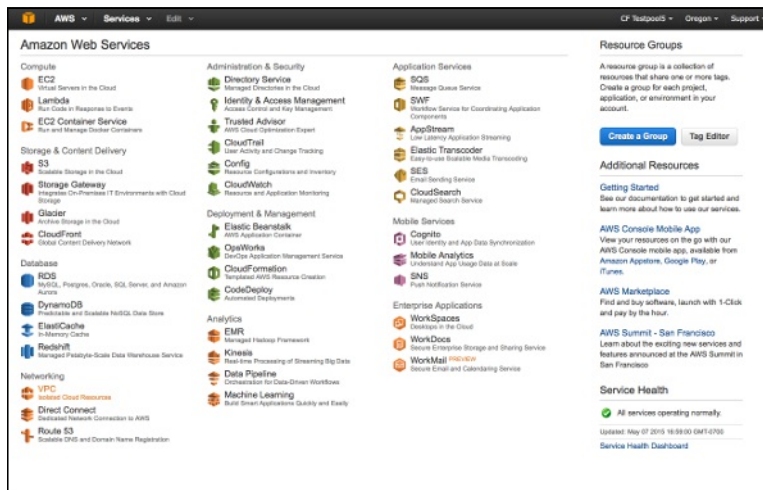 AWS Services Edit CF Testpool5 Oregon Support
Amazon Web Services
Compute
EC2
Virtual Servers in the Cloud
Lambda
Run Code in Response to Events
EC2 Container Service
Run and Manage Docker Containers
Storage & Content Delivery
S3
Scalable Storage in the Cloud
Storage Gateway
Integrates On-Premises IT Environments with Cloud
Storage
Glacier
Archive Storage in the Cloud
CloudFront
Global Content Delivery Network
Database
RDS
MySQL, Postgres, Oracle, SQL Server, and Amazon
Aurora
DynamoDB
Predictable and Scalable NoSQL Data Store
ElastiCache
In-Memory Cache
Redshift
Managed Petabyte-Scale Data Warehouse Service
Networking
VPC
Isolated Cloud Resources
Direct Connect
Dedicated Network Connection to AWS
Route 53
Scalable DNS and Domain Name Registration
Administration & Security
Directory Service
Managed Directories in the Cloud
Identity & Access Management
Access Control and Key Management
Trusted Advisor
AWS Cloud Optimization Expert
CloudTrail
User Activity and Change Tracking
Config
Resource Configurations and Inventory
CloudWatch
Resource and Application Monitoring
Deployment & Management
Elastic Beanstalk
AWS Application Container
OpsWorks
DevOps Application Management Service
CloudFormation
Templated AWS Resource Creation
CodeDeploy
Automated Deployments
Analytics
EMR
Managed Hadoop Framework
Kinesis
Real-time Processing of Streaming Big Data
Data Pipeline
Orchestration for Data-Driven Workflows
Machine Learning
Build Smart Applications Quickly and Easily
Application Services
SQS
Message Queue Service
SWF
Workflow Service for Coordinating Application
Components
AppStream
Low Latency Application Streaming
Elastic Transcoder
Easy-to-use Scalable Media Transcoding
SES
Email Sending Service
CloudSearch
Managed Search Service
Mobile Services
Cognito
User Identity and App Data Synchronization
Mobile Analytics
Understand App Usage Data at Scale
SNS
Push Notification Service
Enterprise Applications
WorkSpaces
Desktops in the Cloud
WorkDocs
Secure Enterprise Storage and Sharing Service
WorkMail PREVIEW
Secure Email and Calendaring Service
Resource Groups
A resource group is a collection of
resources that share one or more tags.
Create a group for each project,
application, or environment in your
account.
Create a Group Tag Editor
Additional Resources
Getting Started
See our documentation to get started and
learn more about how to use our services.
AWS Console Mobile App
View your resources on the go with our
AWS Console mobile app, available from
Amazon Appstore, Google Play, or
iTunes.
AWS Marketplace
Find and buy software, launch with 1-Click
and pay by the hour.
AWS Summit - San Francisco
Learn about the exciting new services and
features announced at the AWS Summit in
San Francisco
Service Health
All services operating normally.
Updated: May 07 2015 16:59:00 GMT-0700
Service Health Dashboard